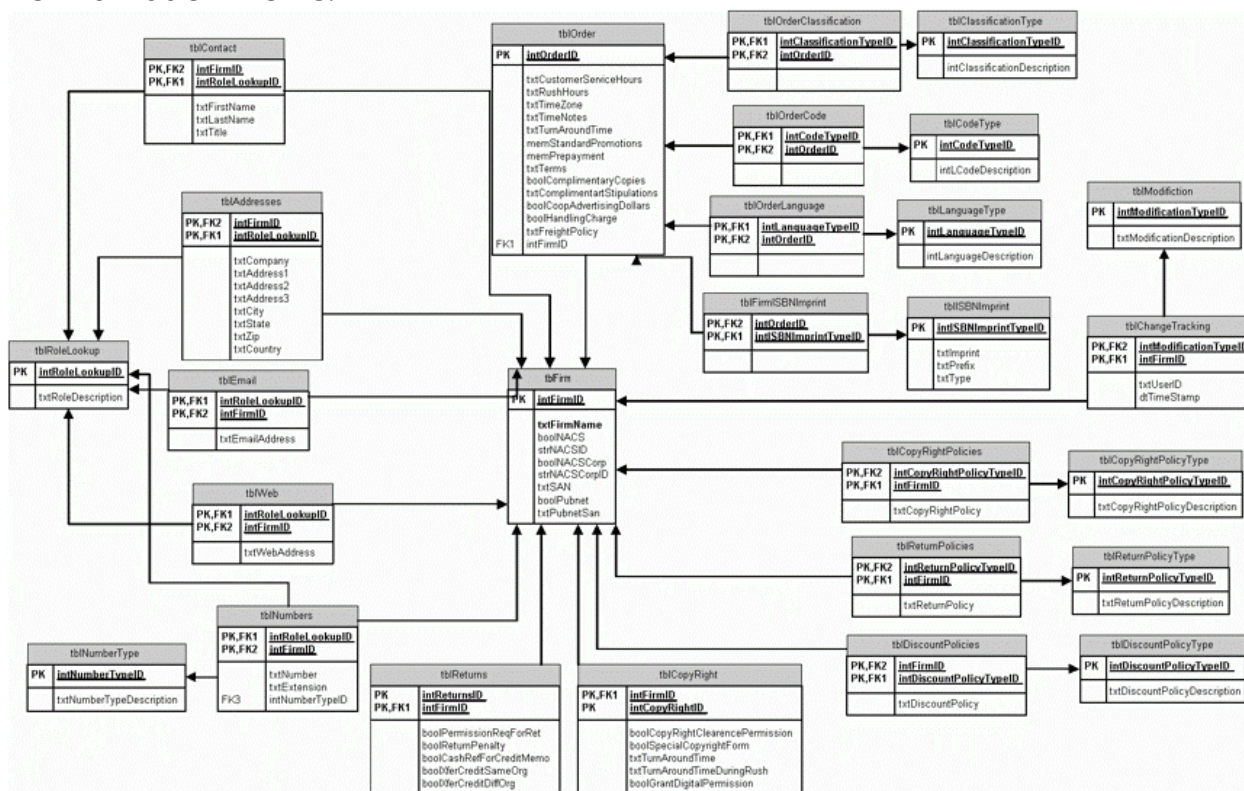 tblContact
PK,FK2 intFirmID
PK,FK1 intRoleLookupID
txtFirstName
txtLastName
txtTitle
tblOrder
PK intOrderID
txtCustomerServiceHours
txtRushHours
txtTimeZone
txtTimeNotes
txtTurnAroundTime
memStandardPromotions
memPrepayment
txtTerms
boolComplimentaryCopies
txtComplimentartStipulations
boolCoopAdvertisingDollars
boolHandlingCharge
txtFreightPolicy
FK1 intFirmID
tblOrderClassification
PK,FK1 intClassificationTypeID
PK,FK2 intOrderID
tblClassificationType
PK intClassificationTypeID
intClassificationDescription
tblOrderCode
PK,FK1 intCodeTypeID
PK,FK2 intOrderID
tblCodeType
PK intCodeTypeID
intLCodeDescription
tblAddresses
PK,FK2 intFirmID
PK,FK1 intRoleLookupID
txtCompany
txtAddress1
txtAddress2
txtAddress3
txtCity
txtState
txtZip
txtCountry
tblOrderLanguage
PK,FK1 intLanguageTypeID
PK,FK2 intOrderID
tblLanguageType
PK intLanguageTypeID
intLanguageDescription
tblModifiction
PK intModificationTypeID
txtModificationDescription
tblFirmISBNImprint
PK,FK2 intOrderID
PK,FK1 intISBNImprintTypeID
tblISBNImprint
PK intISBNImprintTypeID
txtImprint
txtPrefix
txtType
tblChangeTracking
PK,FK2 intModificationTypeID
PK,FK1 intFirmID
txtUserID
dtTimeStamp
tblRoleLookup
PK intRoleLookupID
txtRoleDescription
tblEmail
PK,FK1 intRoleLookupID
PK,FK2 intFirmID
txtEmailAddress
tblFirm
PK intFirmID
txtFirmName
boolNACS
strNACSID
boolNACSCorp
strNACSCorpID
txtSAN
boolPubnet
txtPubnetSan
tblCopyRightPolicies
PK,FK2 intCopyRightPolicyTypeID
PK,FK1 intFirmID
txtCopyRightPolicy
tblCopyRightPolicyType
PK intCopyRightPolicyTypeID
txtCopyRightPolicyDescription
tblWeb
PK,FK1 intRoleLookupID
PK,FK2 intFirmID
txtWebAddress
tblReturnPolicies
PK,FK2 intReturnPolicyTypeID
PK,FK1 intFirmID
txtReturnPolicy
tblReturnPolicyType
PK intReturnPolicyTypeID
txtReturnPolicyDescription
tblNumbers
PK,FK1 intRoleLookupID
PK,FK2 intFirmID
txtNumber
txtExtension
FK3 intNumberTypeID
tblNumberType
PK intNumberTypeID
txtNumberTypeDescription
tblReturns
PK intReturnsID
PK,FK1 intFirmID
boolPermissionReqForRet
boolReturnPenalty
boolCashRefForCreditMemo
boolXferCreditSameOrg
boolXferCreditDiffOrg
tblCopyRight
PK,FK1 intFirmID
PK intCopyRightID
boolCopyRightClearencePermission
boolSpecialCopyrightForm
txtTurnAroundTime
txtTurnAroundTimeDuringRush
boolGrantDigitalPermission
tblDiscountPolicies
PK,FK2 intFirmID
PK,FK1 intDiscountPolicyTypeID
txtDiscountPolicy
tblDiscountPolicyType
PK intDiscountPolicyTypeID
txtDiscountPolicyDescription